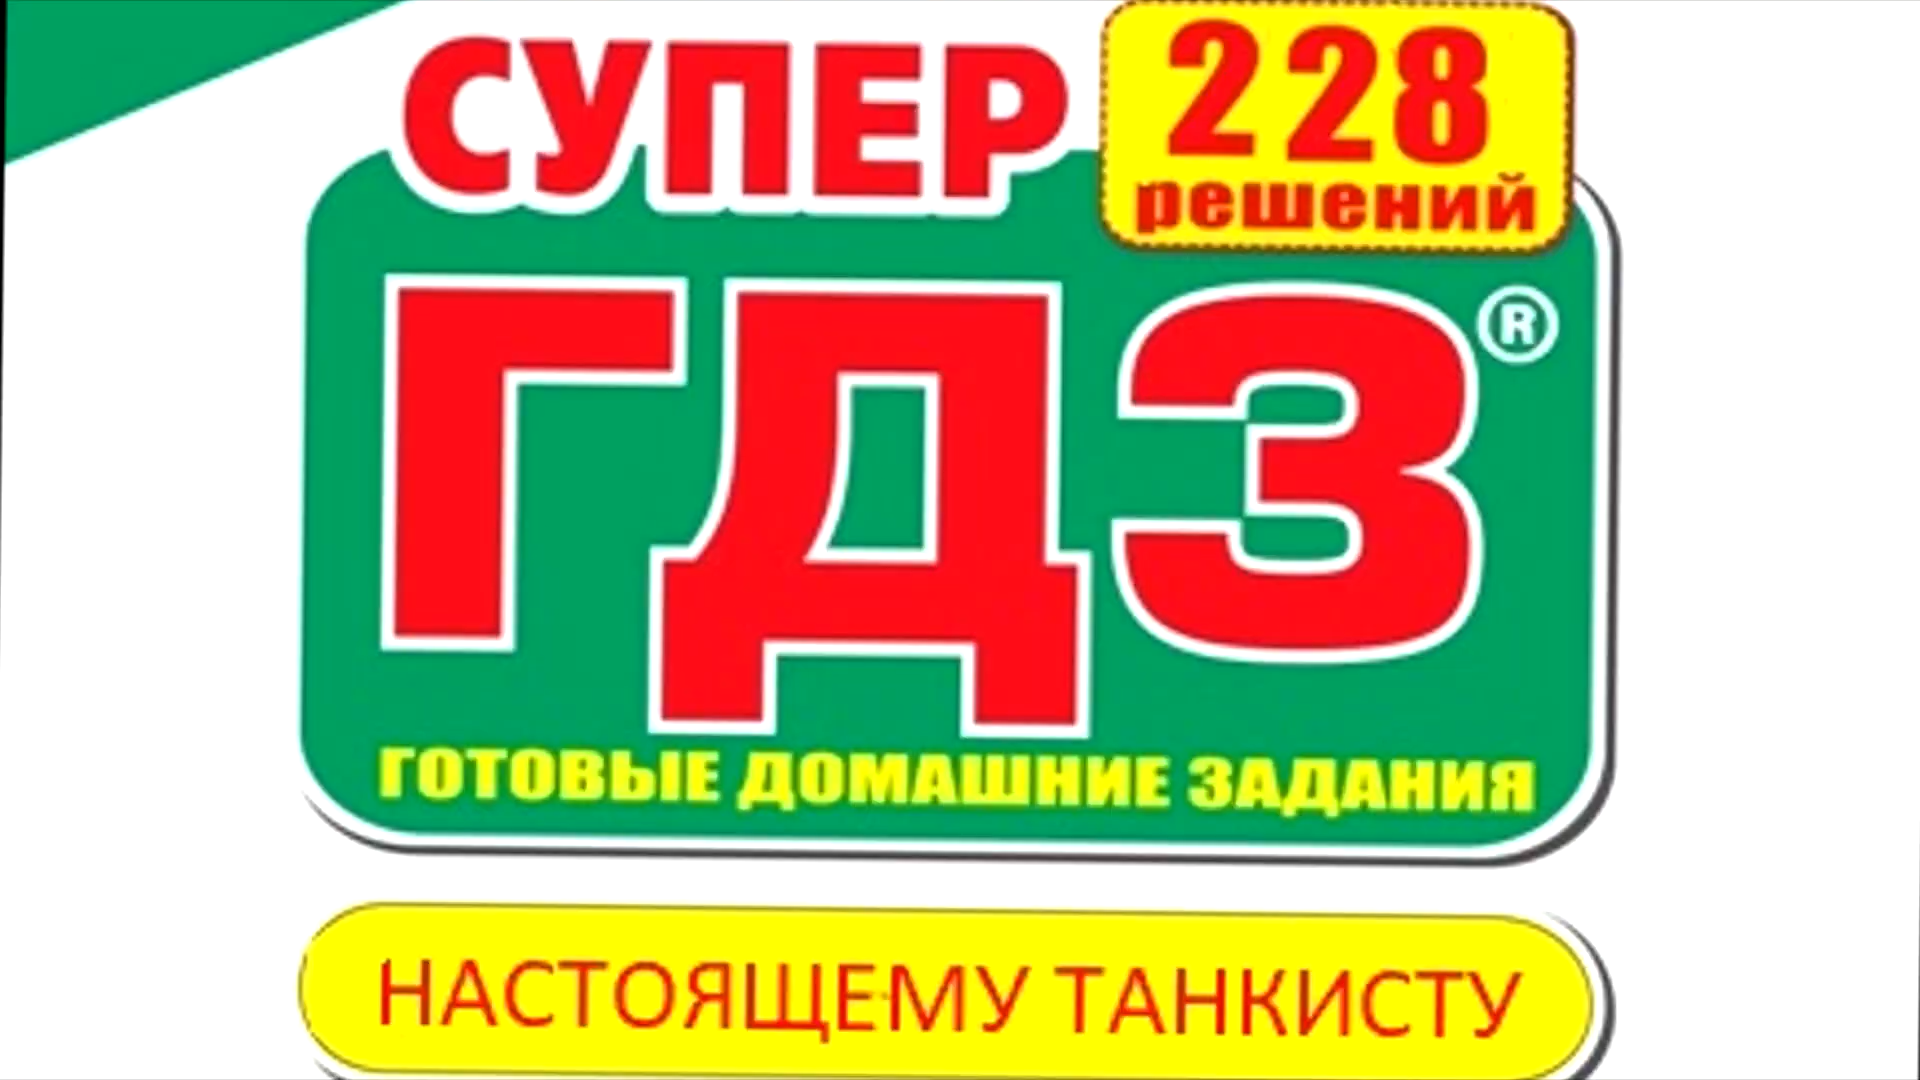 СУПЕР
228
решений
ГДЗ®
ГОТОВЫЕ ДОМАШНИЕ ЗАДАНИЯ
НАСТОЯЩЕМУ ТАНКИСТУ